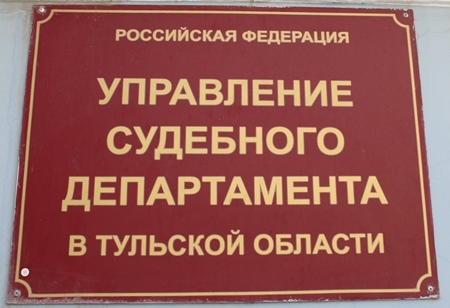 РОССИЙСКАЯ ФЕДЕРАЦИЯ
УПРАВЛЕНИЕ
СУДЕБНОГО
ДЕПАРТАМЕНТА
В ТУЛЬСКОЙ ОБЛАСТИ